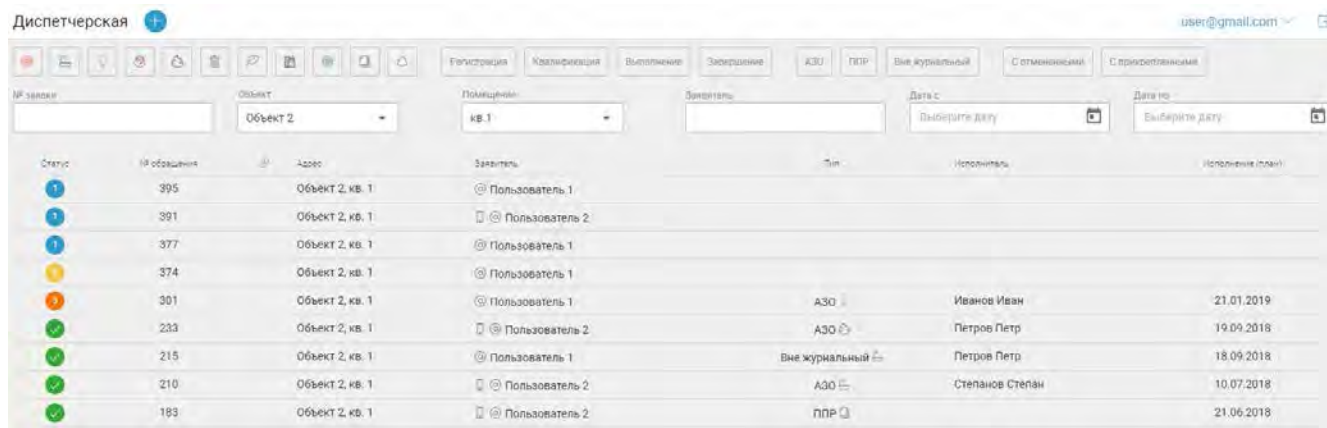 Диспетчерская
user@gmail.com
Регистрация Квалификация Выполнение Завершение АЗО ППР Вне журнальный С отмененными С прикрепленными
№ заявки Объект Помещение Заявитель Дата с Дата по
Объект 2 кв.1 Выберите дату Выберите дату
Статус № обращения Адрес Заявитель Тип Исполнитель Исполнение (план)
1 395 Объект 2, кв. 1 Пользователь 1
1 391 Объект 2, кв. 1 Пользователь 2
1 377 Объект 2, кв. 1 Пользователь 1
374 Объект 2, кв. 1 Пользователь 1
3 301 Объект 2, кв. 1 Пользователь 1 АЗО Иванов Иван 21.01.2019
233 Объект 2, кв. 1 Пользователь 2 АЗО Петров Петр 19.09.2018
215 Объект 2, кв. 1 Пользователь 1 Вне журнальный Петров Петр 18.09.2018
210 Объект 2, кв. 1 Пользователь 2 АЗО Степанов Степан 10.07.2018
183 Объект 2, кв. 1 Пользователь 2 ППР 21.06.2018